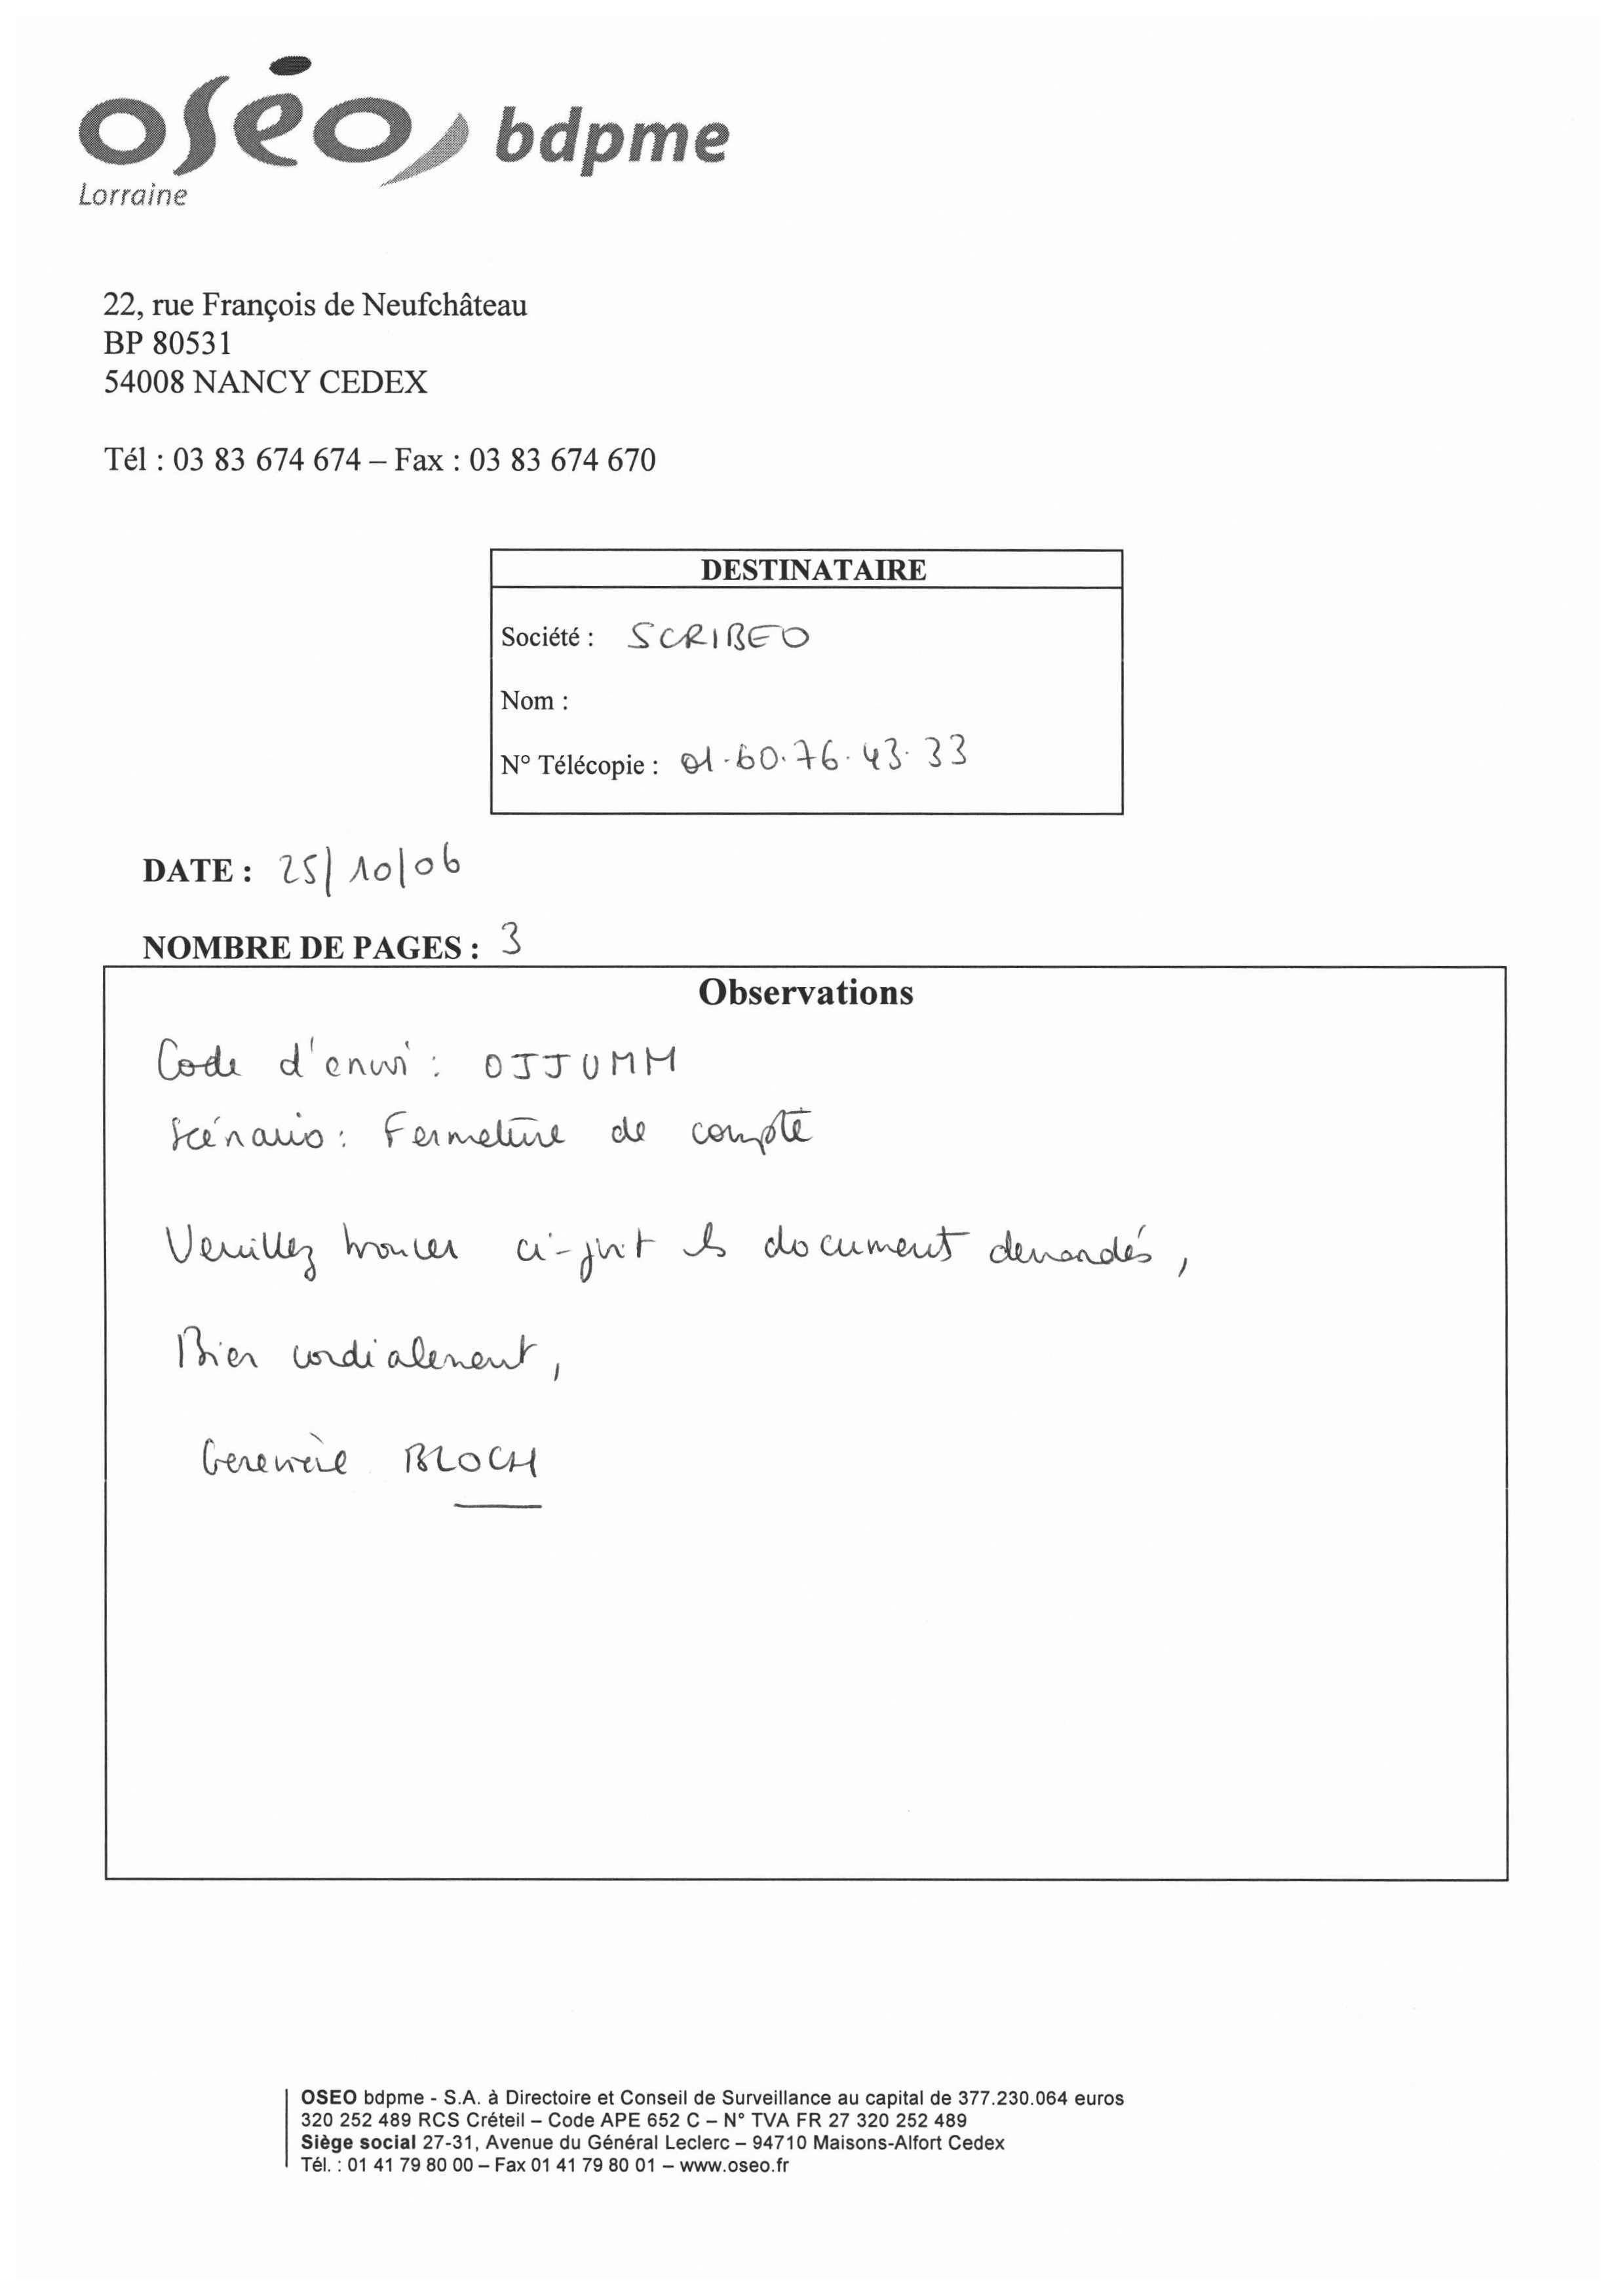 oséo bdpme
Lorraine
22, rue François de Neufchâteau
BP 80531
54008 NANCY CEDEX
Tél : 03 83 674 674 – Fax : 03 83 674 670
DESTINATAIRE
Société : SCRIBEO
Nom :
N° Télécopie : 01.60.76.43.33
DATE : 25/10/06
NOMBRE DE PAGES : 3
Observations
Code d'envoi : OJJUMM
Scénario : Fermeture de compte
Veuillez trouver ci-joint les document demandés,
Bien cordialement,
Geneviève BLOCH
OSEO bdpme - S.A. à Directoire et Conseil de Surveillance au capital de 377.230.064 euros
320 252 489 RCS Créteil – Code APE 652 C – N° TVA FR 27 320 252 489
Siège social 27-31, Avenue du Général Leclerc – 94710 Maisons-Alfort Cedex
Tél. : 01 41 79 80 00 – Fax 01 41 79 80 01 – www.oseo.fr